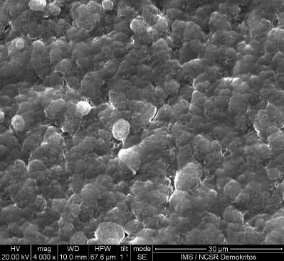 HV mag WD HFW tilt mode 30 µm
20.00 kV 4 000 x 10.0 mm 67.6 µm 1 ° SE IMS / NCSR Demokritos